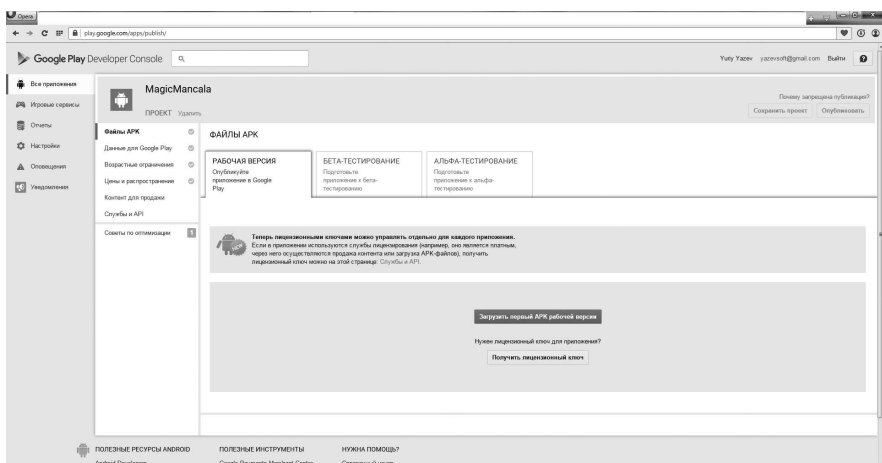 Opera
play.google.com/apps/publish/
Google Play Developer Console
Yuriy Yazev yazevsoft@gmail.com Выйти
Все приложения
Игровые сервисы
Отчеты
Настройки
Оповещения
Уведомления
MagicMancala
ПРОЕКТ Удалить
Почему запрещена публикация?
Сохранить проект Опубликовать
Файлы APK
Данные для Google Play
Возрастные ограничения
Цены и распространение
Контент для продажи
Службы и API
Советы по оптимизации 1
ФАЙЛЫ APK
РАБОЧАЯ ВЕРСИЯ
Опубликуйте
приложение в Google
Play
БЕТА-ТЕСТИРОВАНИЕ
Подготовьте
приложение к бета-
тестированию
АЛЬФА-ТЕСТИРОВАНИЕ
Подготовьте
приложение к альфа-
тестированию
NEW
Теперь лицензионными ключами можно управлять отдельно для каждого приложения.
Если в приложении используются службы лицензирования (например, оно является платным,
через него осуществляются продажа контента или загрузка APK-файлов), получить
лицензионный ключ можно на этой странице: Службы и API.
Загрузить первый APK рабочей версии
Нужен лицензионный ключ для приложения?
Получить лицензионный ключ
ПОЛЕЗНЫЕ РЕСУРСЫ ANDROID
ПОЛЕЗНЫЕ ИНСТРУМЕНТЫ
НУЖНА ПОМОЩЬ?